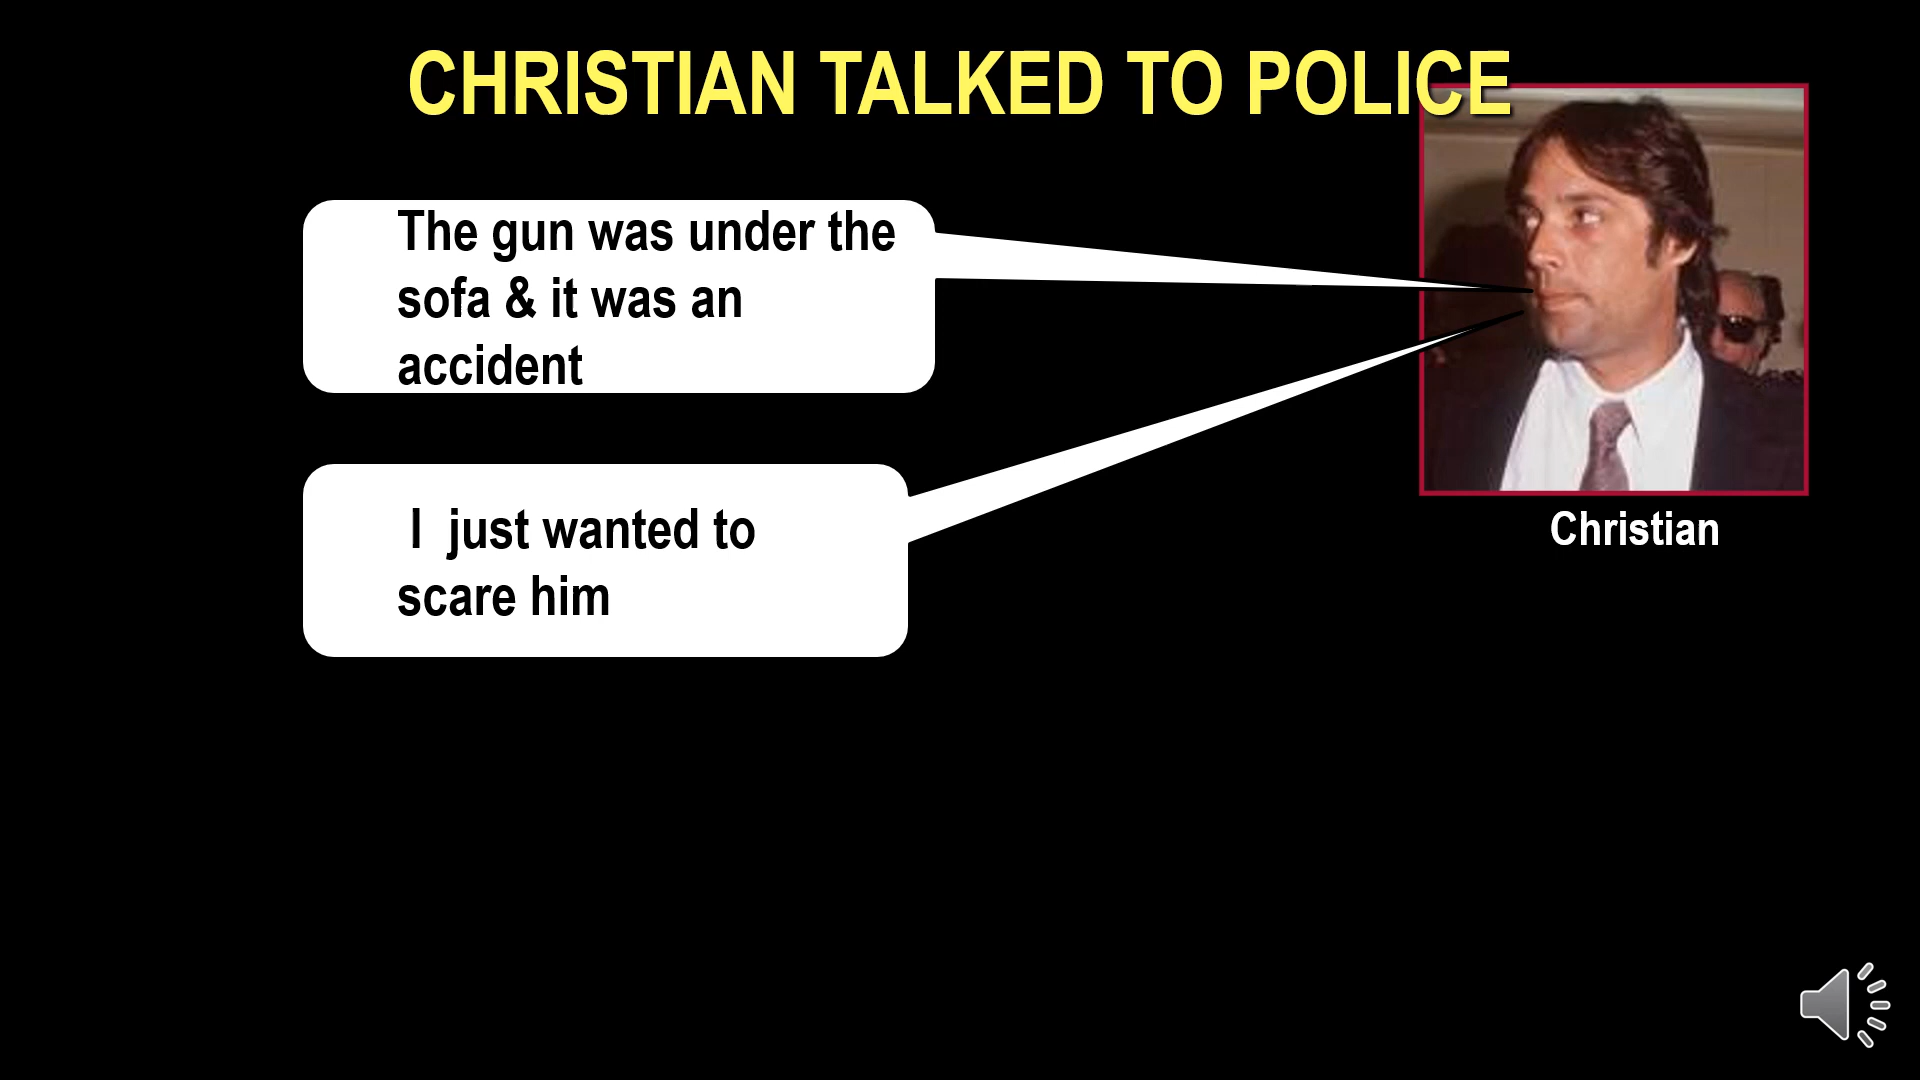 CHRISTIAN TALKED TO POLICE
The gun was under the
sofa & it was an
accident
I  just wanted to
scare him
Christian